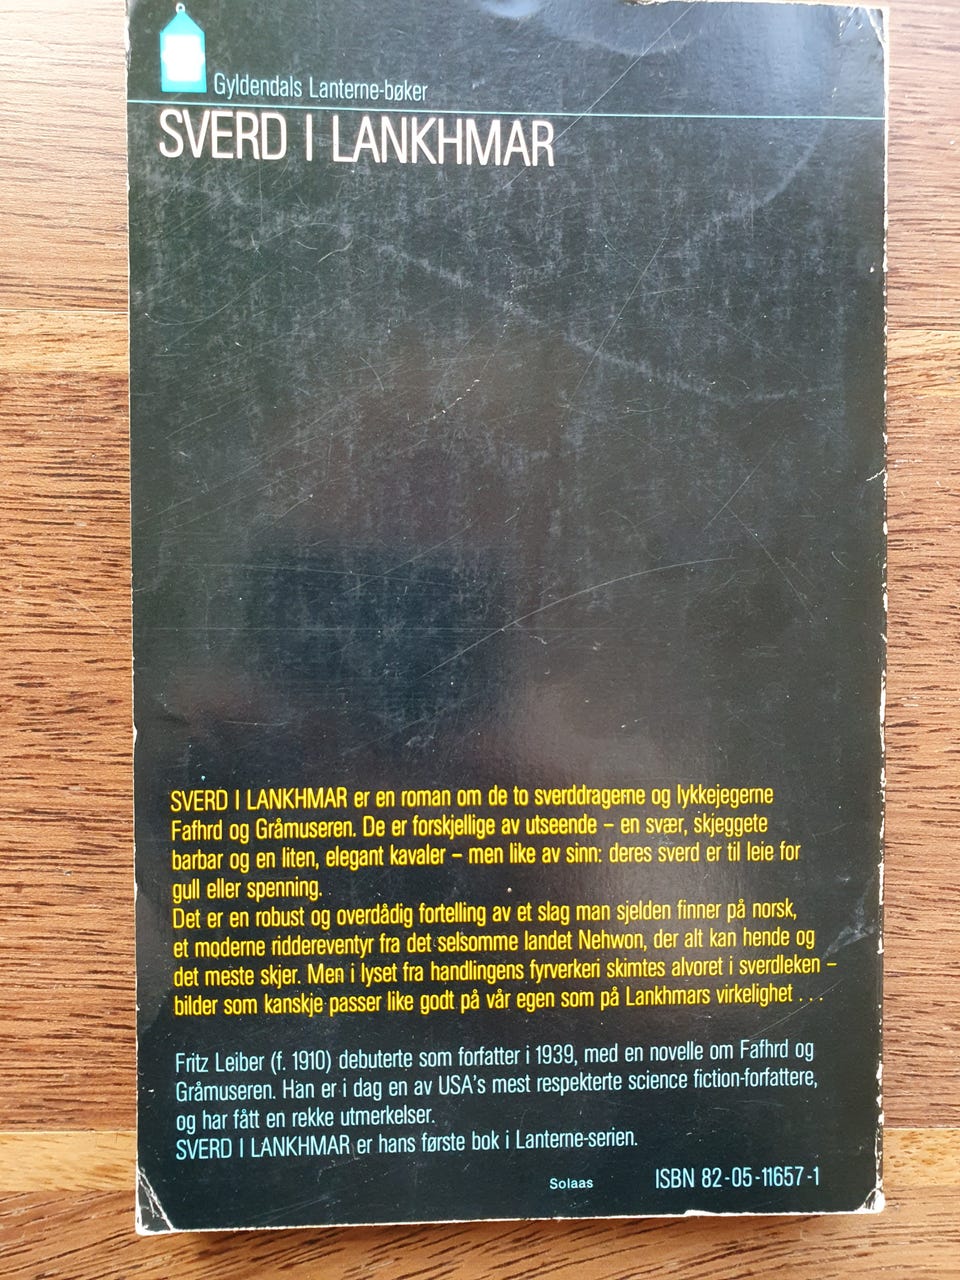 Gyldendals Lanterne-bøker
SVERD I LANKHMAR
SVERD I LANKHMAR er en roman om de to sverddragerne og lykkejegerne
Fafhrd og Gråmuseren. De er forskjellige av utseende – en svær, skjeggete
barbar og en liten, elegant kavaler – men like av sinn: deres sverd er til leie for
gull eller spenning.
Det er en robust og overdådig fortelling av et slag man sjelden finner på norsk,
et moderne riddereventyr fra det selsomme landet Nehwon, der alt kan hende og
det meste skjer. Men i lyset fra handlingens fyrverkeri skimtes alvoret i sverdleken –
bilder som kanskje passer like godt på vår egen som på Lankhmars virkelighet . . .
Fritz Leiber (f. 1910) debuterte som forfatter i 1939, med en novelle om Fafhrd og
Gråmuseren. Han er i dag en av USA's mest respekterte science fiction-forfattere,
og har fått en rekke utmerkelser.
SVERD I LANKHMAR er hans første bok i Lanterne-serien.
Solaas
ISBN 82-05-11657-1